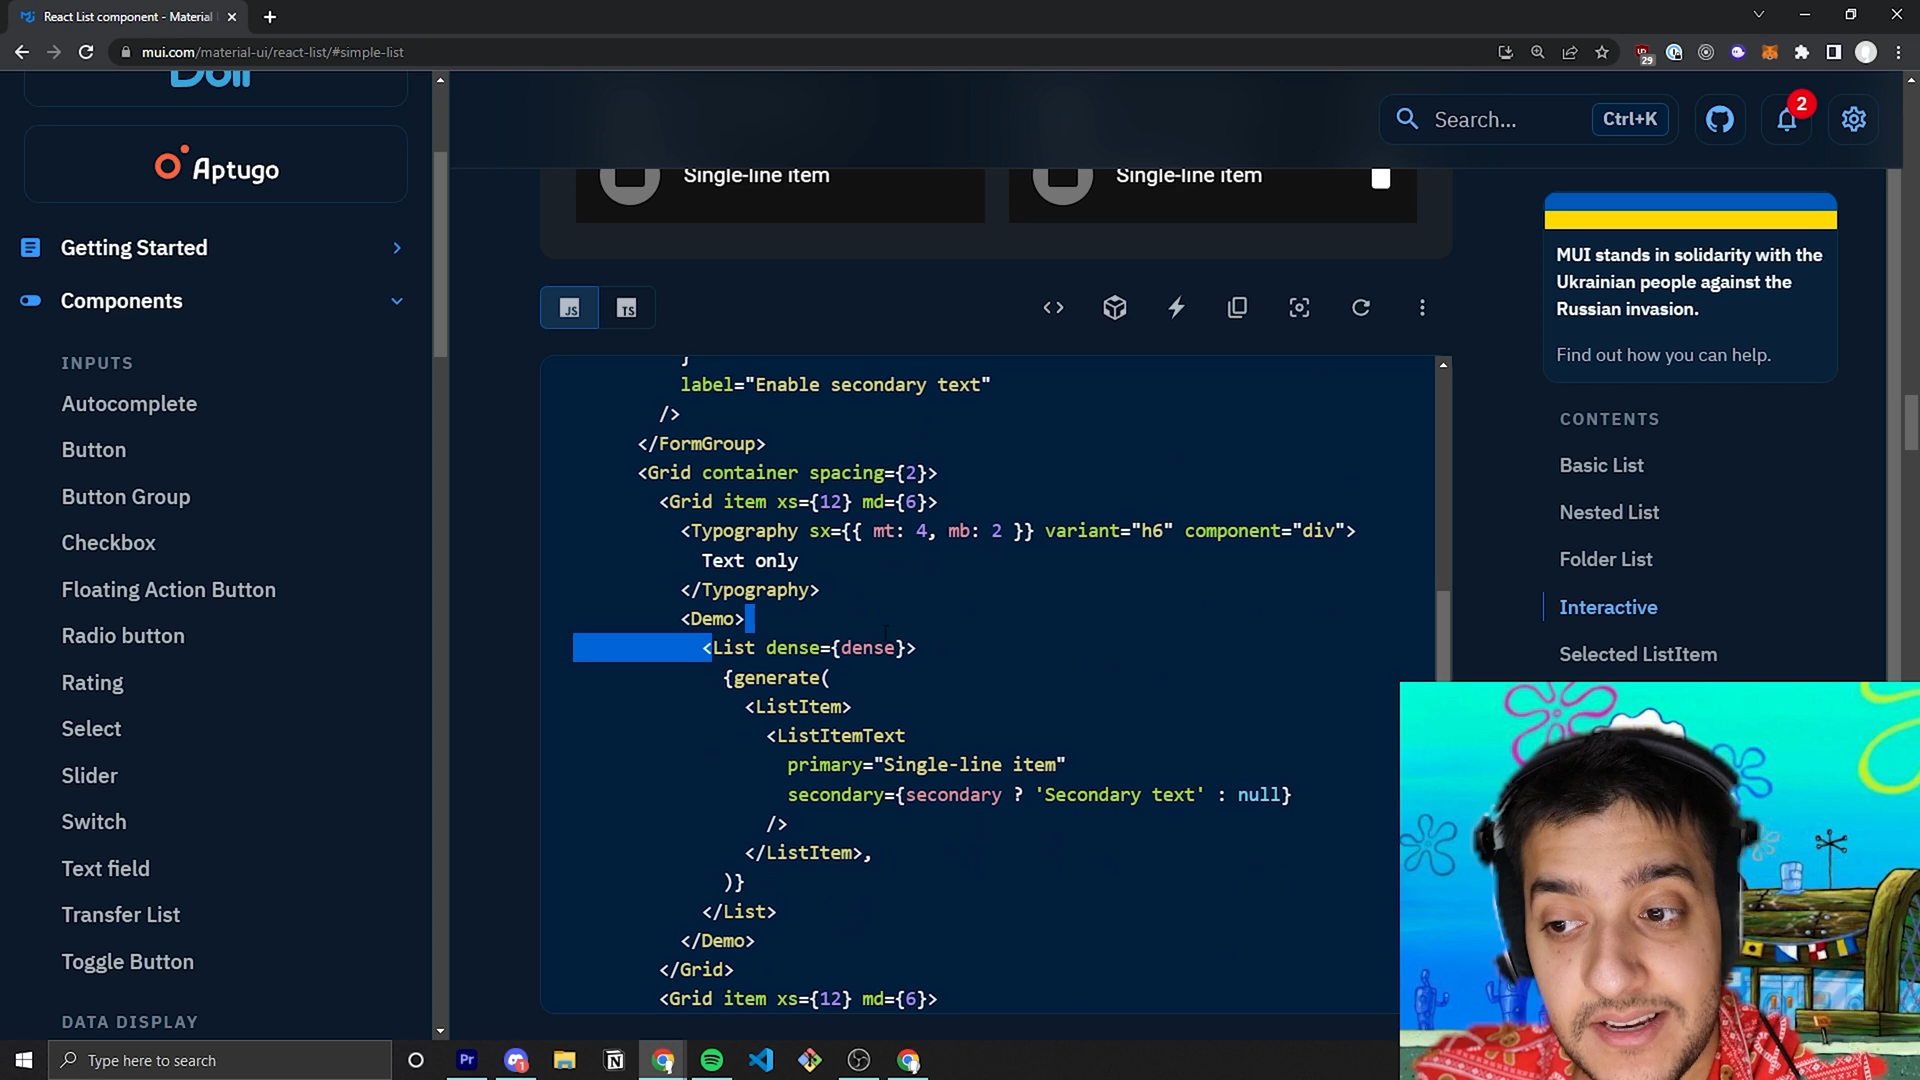 React List component - Material
mui.com/material-ui/react-list/#simple-list
29
Doit
Aptugo
Getting Started
Components
INPUTS
Autocomplete
Button
Button Group
Checkbox
Floating Action Button
Radio button
Rating
Select
Slider
Switch
Text field
Transfer List
Toggle Button
DATA DISPLAY
Search...
Ctrl+K
2
Single-line item
Single-line item
JS
TS
}
label="Enable secondary text"
/>
</FormGroup>
<Grid container spacing={2}>
<Grid item xs={12} md={6}>
<Typography sx={{ mt: 4, mb: 2 }} variant="h6" component="div">
Text only
</Typography>
<Demo>
<List dense={dense}>
{generate(
<ListItem>
<ListItemText
primary="Single-line item"
secondary={secondary ? 'Secondary text' : null}
/>
</ListItem>,
)}
</List>
</Demo>
</Grid>
<Grid item xs={12} md={6}>
MUI stands in solidarity with the
Ukrainian people against the
Russian invasion.
Find out how you can help.
CONTENTS
Basic List
Nested List
Folder List
Interactive
Selected ListItem
Type here to search
Pr
1
N